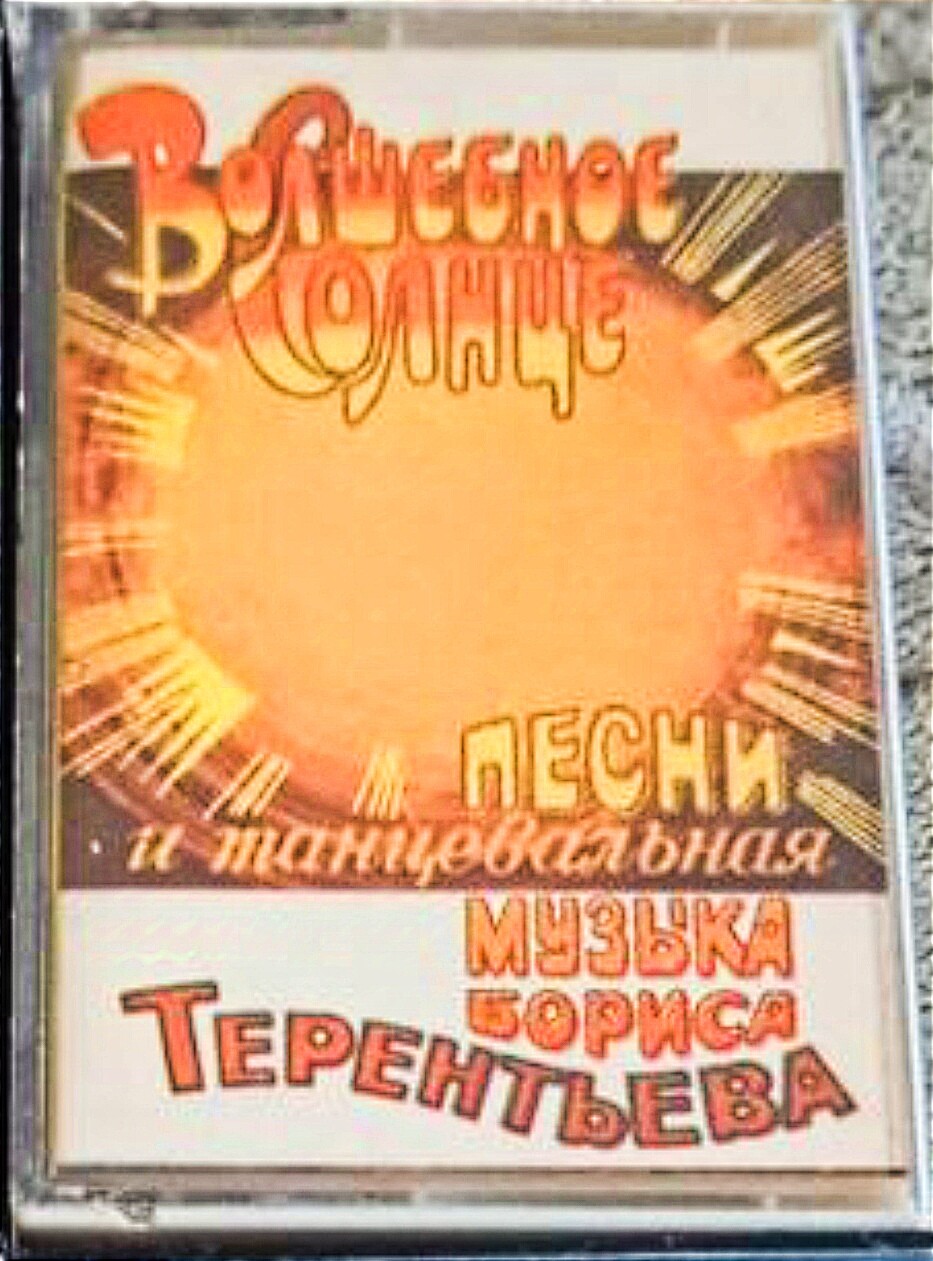 Волшебное
Солнце
ПЕСНИ
и танцевальная
МУЗЫКА
БОРИСА
ТЕРЕНТЬЕВА